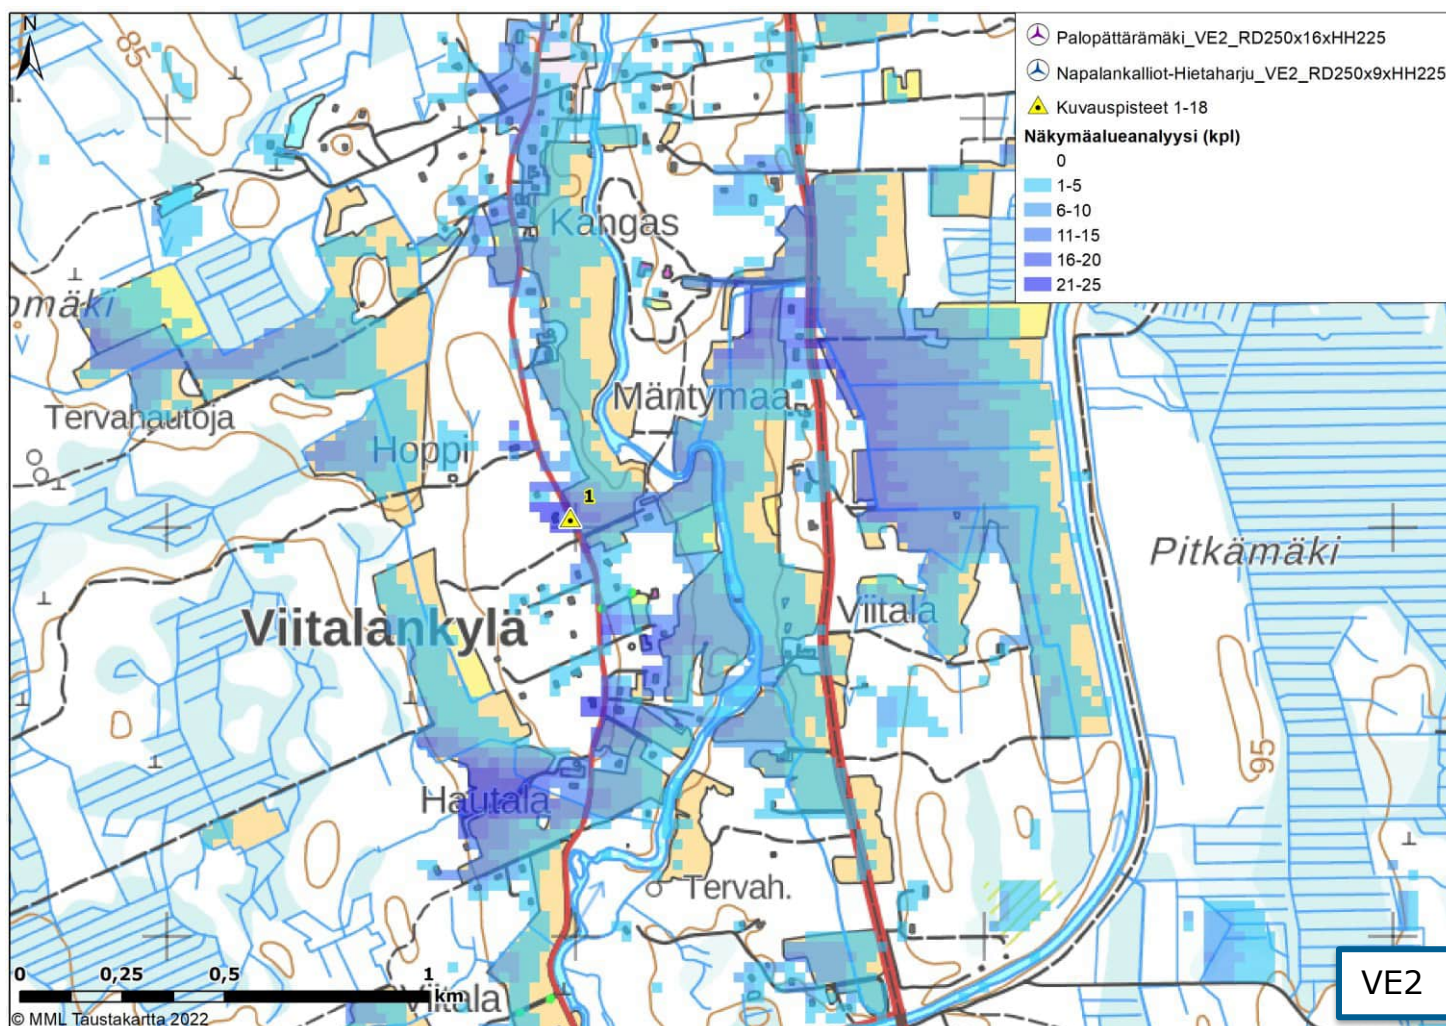 N
Palopättärämäki_VE2_RD250x16xHH225
Napalankalliot-Hietaharju_VE2_RD250x9xHH225
Kuvauspisteet 1-18
Näkymäalueanalyysi (kpl)
0
1-5
6-10
11-15
16-20
21-25
85
Kangas
omäki
Mäntymaa
Tervahautoja
Hoppi
1
Pitkämäki
Viitalankylä
Viitala
95
Hautala
Tervah.
Viitala
0 0,25 0,5 1
km
VE2
© MML Taustakartta 2022